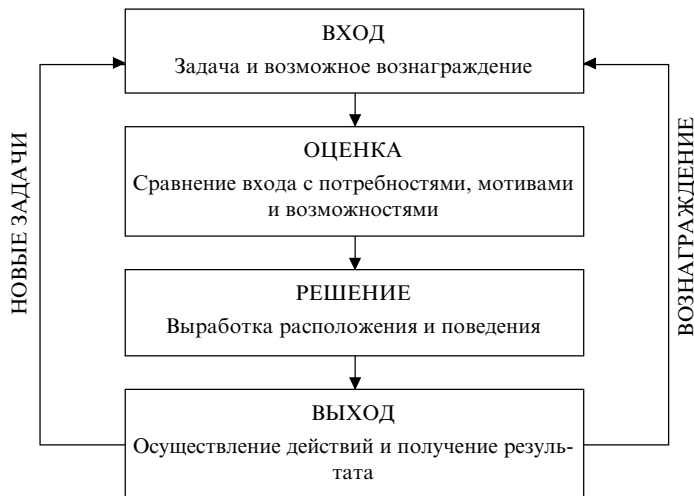 ВХОД
Задача и возможное вознаграждение
ОЦЕНКА
Сравнение входа с потребностями, мотивами
и возможностями
РЕШЕНИЕ
Выработка расположения и поведения
ВЫХОД
Осуществление действий и получение резуль-
тата
НОВЫЕ ЗАДАЧИ
ВОЗНАГРАЖДЕНИЕ